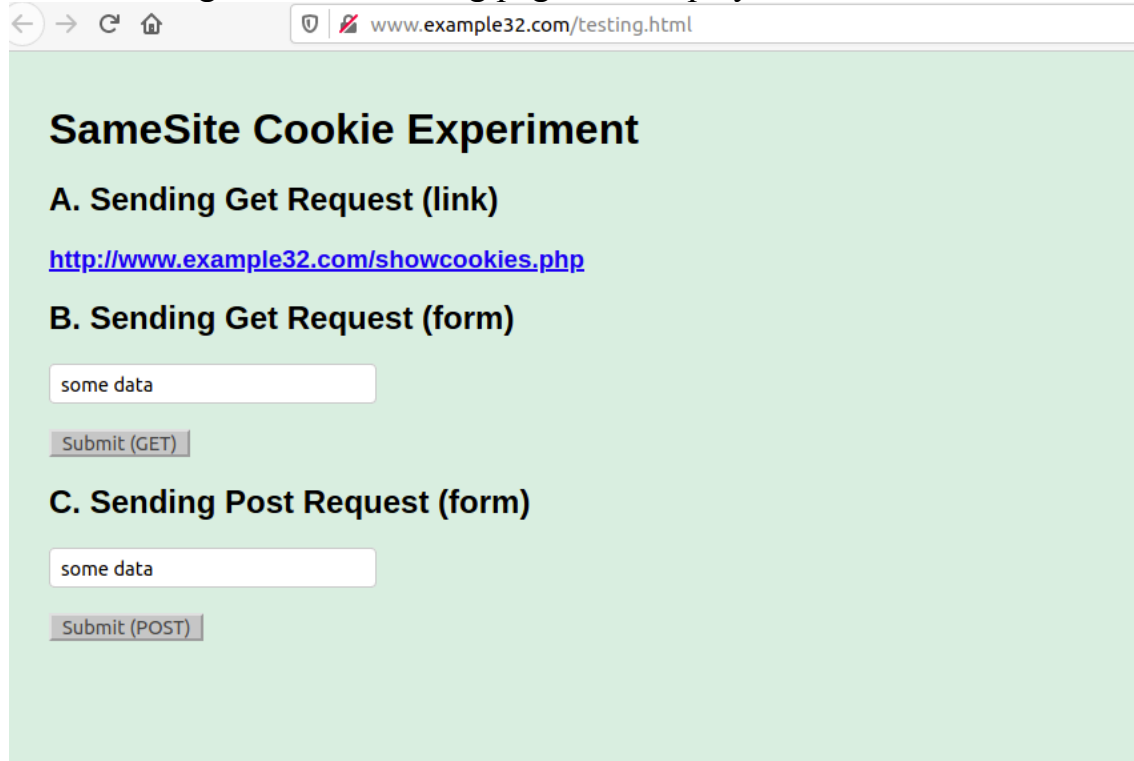 www.example32.com/testing.html
SameSite Cookie Experiment
A. Sending Get Request (link)
http://www.example32.com/showcookies.php
B. Sending Get Request (form)
some data
Submit (GET)
C. Sending Post Request (form)
some data
Submit (POST)